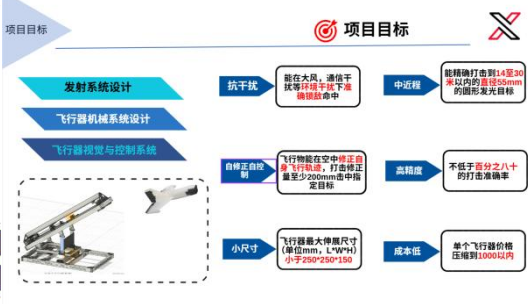 项目目标
项目目标
发射系统设计
飞行器机械系统设计
飞行器视觉与控制系统
抗干扰
能在大风，通信干
扰等环境干扰下准
确锁敌命中
中近程
能精确打击到14至30
米以内的直径55mm
的圆形发光目标
自修正自控
制
飞行物能在空中修正自
身飞行轨迹，打击修正
量至少200mm击中指
定目标
高精度
不低于百分之八十
的打击准确率
小尺寸
飞行器最大伸展尺寸
（单位mm，L*W*H）
小于250*250*150
成本低
单个飞行器价格
压缩到1000以内